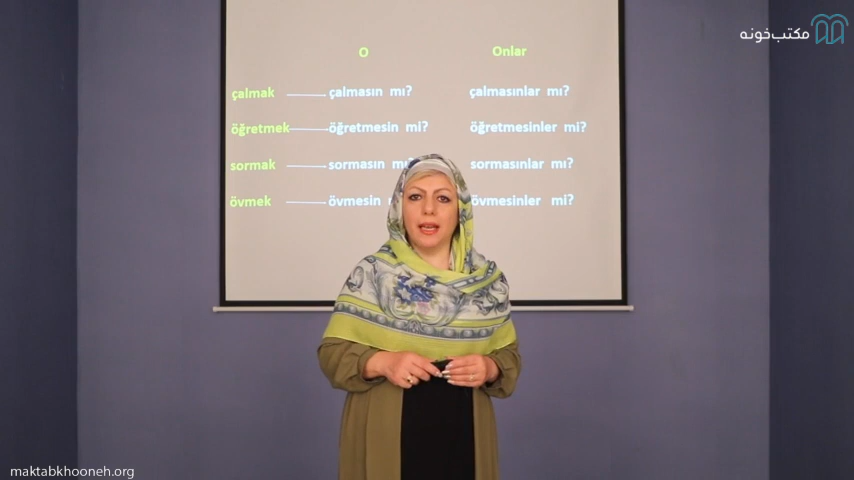 مکتب‌خونه
O Onlar
çalmak çalmasın mı? çalmasınlar mı?
öğretmek öğretmesin mi? öğretmesinler mi?
sormak sormasın sormasınlar mı?
övmek övmesin övmesinler mi?
maktabkhooneh.org